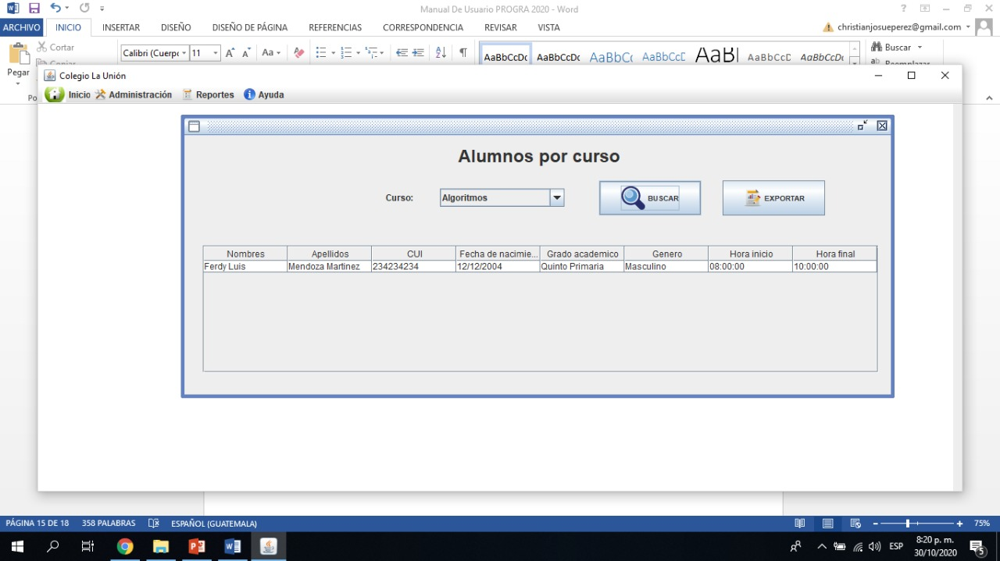 Manual De Usuario PROGRA 2020 - Word
ARCHIVO INICIO INSERTAR DISEÑO DISEÑO DE PÁGINA REFERENCIAS CORRESPONDENCIA REVISAR VISTA christianjosueperez@gmail.com
Cortar
Calibri (Cuerpo 11 Aa AaBbCcDc AaBbCcDc AaBbC( AaBbCcE AaB AaBbCcD AaBbCcDc Buscar
Copiar
Reemplazar
Pegar
Po
Colegio La Unión
Inicio Administración Reportes Ayuda
Alumnos por curso
Curso: Algoritmos BUSCAR EXPORTAR
Nombres Apellidos CUI Fecha de nacimie... Grado academico Genero Hora inicio Hora final
Ferdy Luis Mendoza Martinez 234234234 12/12/2004 Quinto Primaria Masculino 08:00:00 10:00:00
PÁGINA 15 DE 18 358 PALABRAS ESPAÑOL (GUATEMALA) 75%
ESP 8:20 p. m.
30/10/2020 5